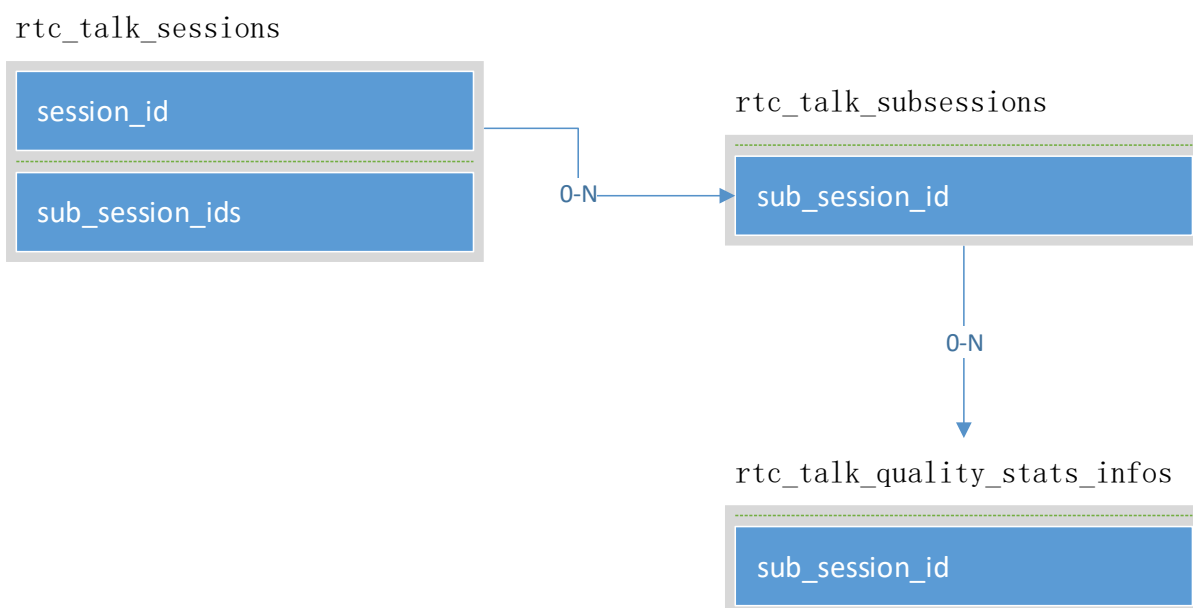 rtc_talk_sessions
session_id
sub_session_ids
0-N
rtc_talk_subsessions
sub_session_id
0-N
rtc_talk_quality_stats_infos
sub_session_id